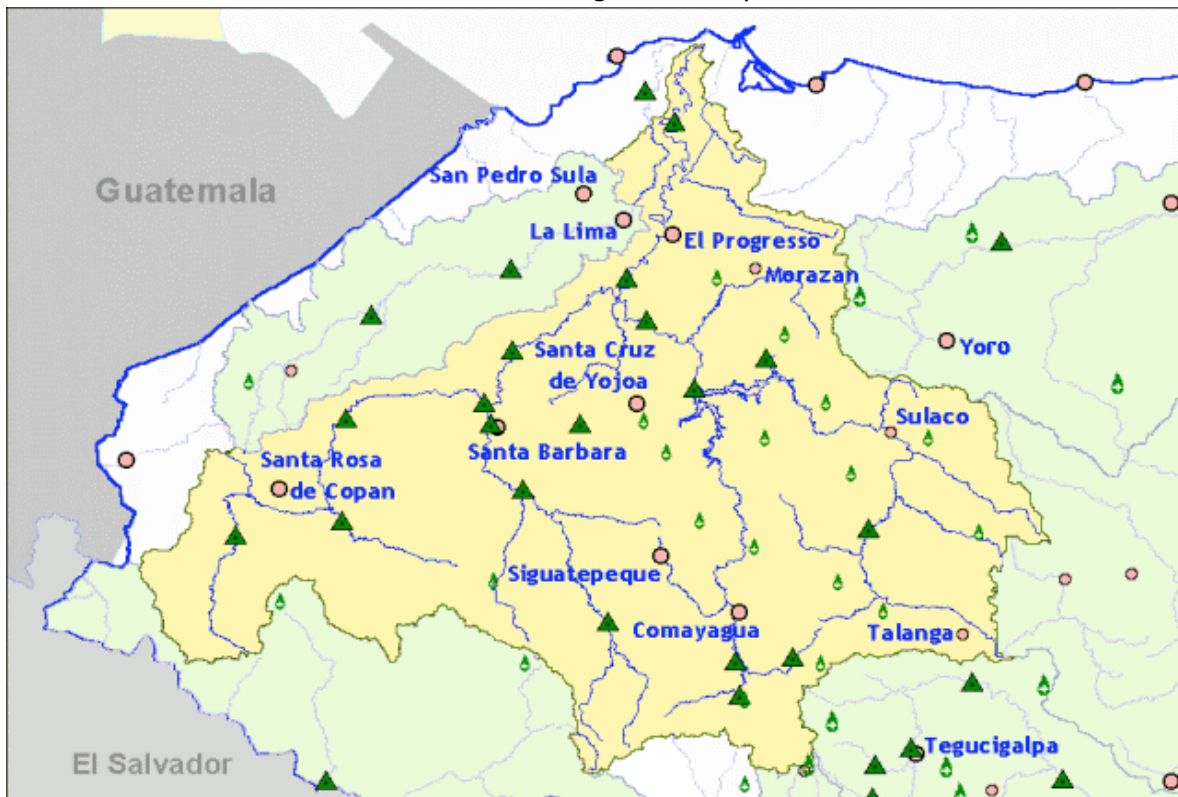 Guatemala
San Pedro Sula
La Lima
El Progresso
Morazan
Santa Cruz
de Yojoa
Yoro
Sulaco
Santa Barbara
Santa Rosa
de Copan
Siguatepeque
Comayagua
Talanga
Tegucigalpa
El Salvador